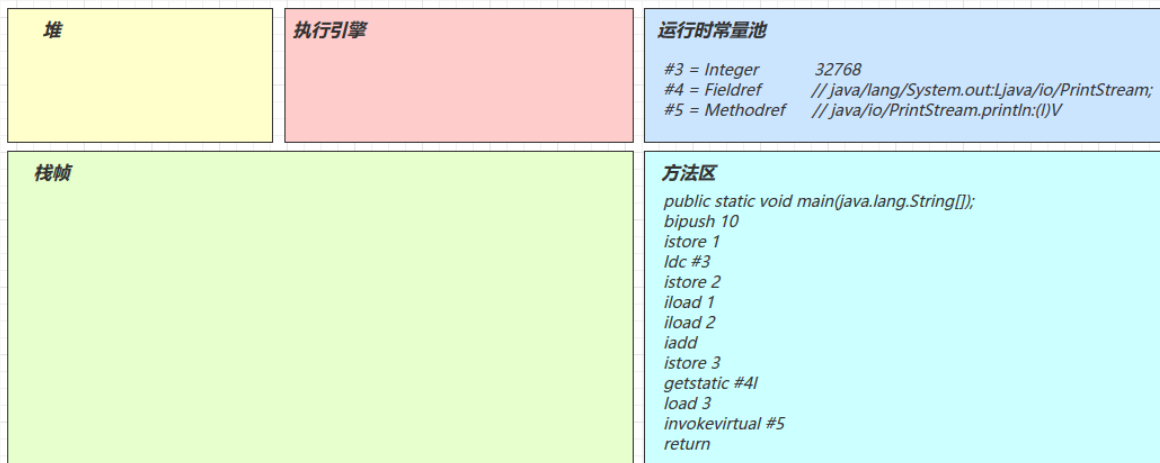 堆
执行引擎
运行时常量池
#3 = Integer 32768
#4 = Fieldref // java/lang/System.out:Ljava/io/PrintStream;
#5 = Methodref // java/io/PrintStream.println:(I)V
栈帧
方法区
public static void main(java.lang.String[]);
bipush 10
istore 1
ldc #3
istore 2
iload 1
iload 2
iadd
istore 3
getstatic #4l
load 3
invokevirtual #5
return